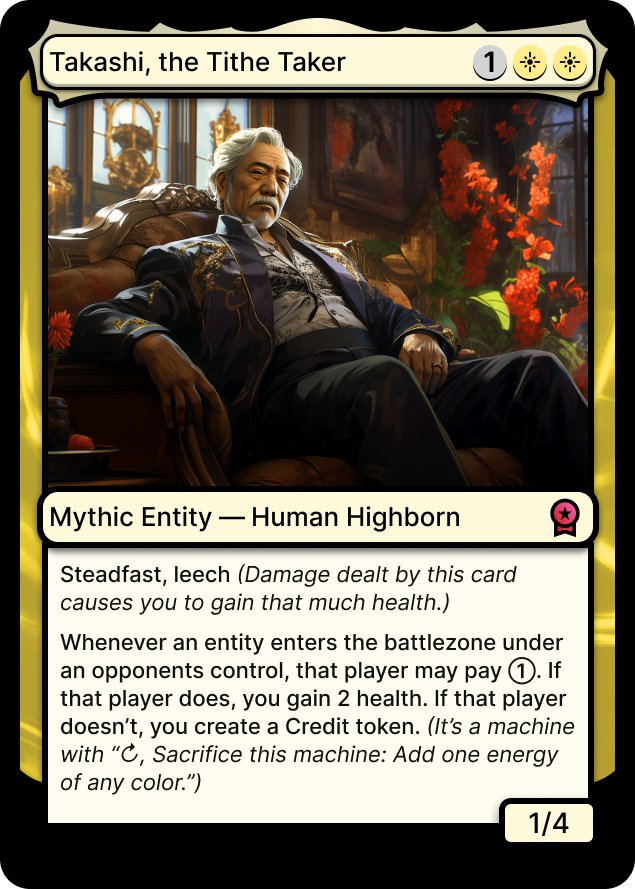 Takashi, the Tithe Taker 1
Mythic Entity — Human Highborn
Steadfast, leech (Damage dealt by this card
causes you to gain that much health.)
Whenever an entity enters the battlezone under
an opponents control, that player may pay ①. If
that player does, you gain 2 health. If that player
doesn’t, you create a Credit token. (It’s a machine
with “↻, Sacrifice this machine: Add one energy
of any color.”)
1/4